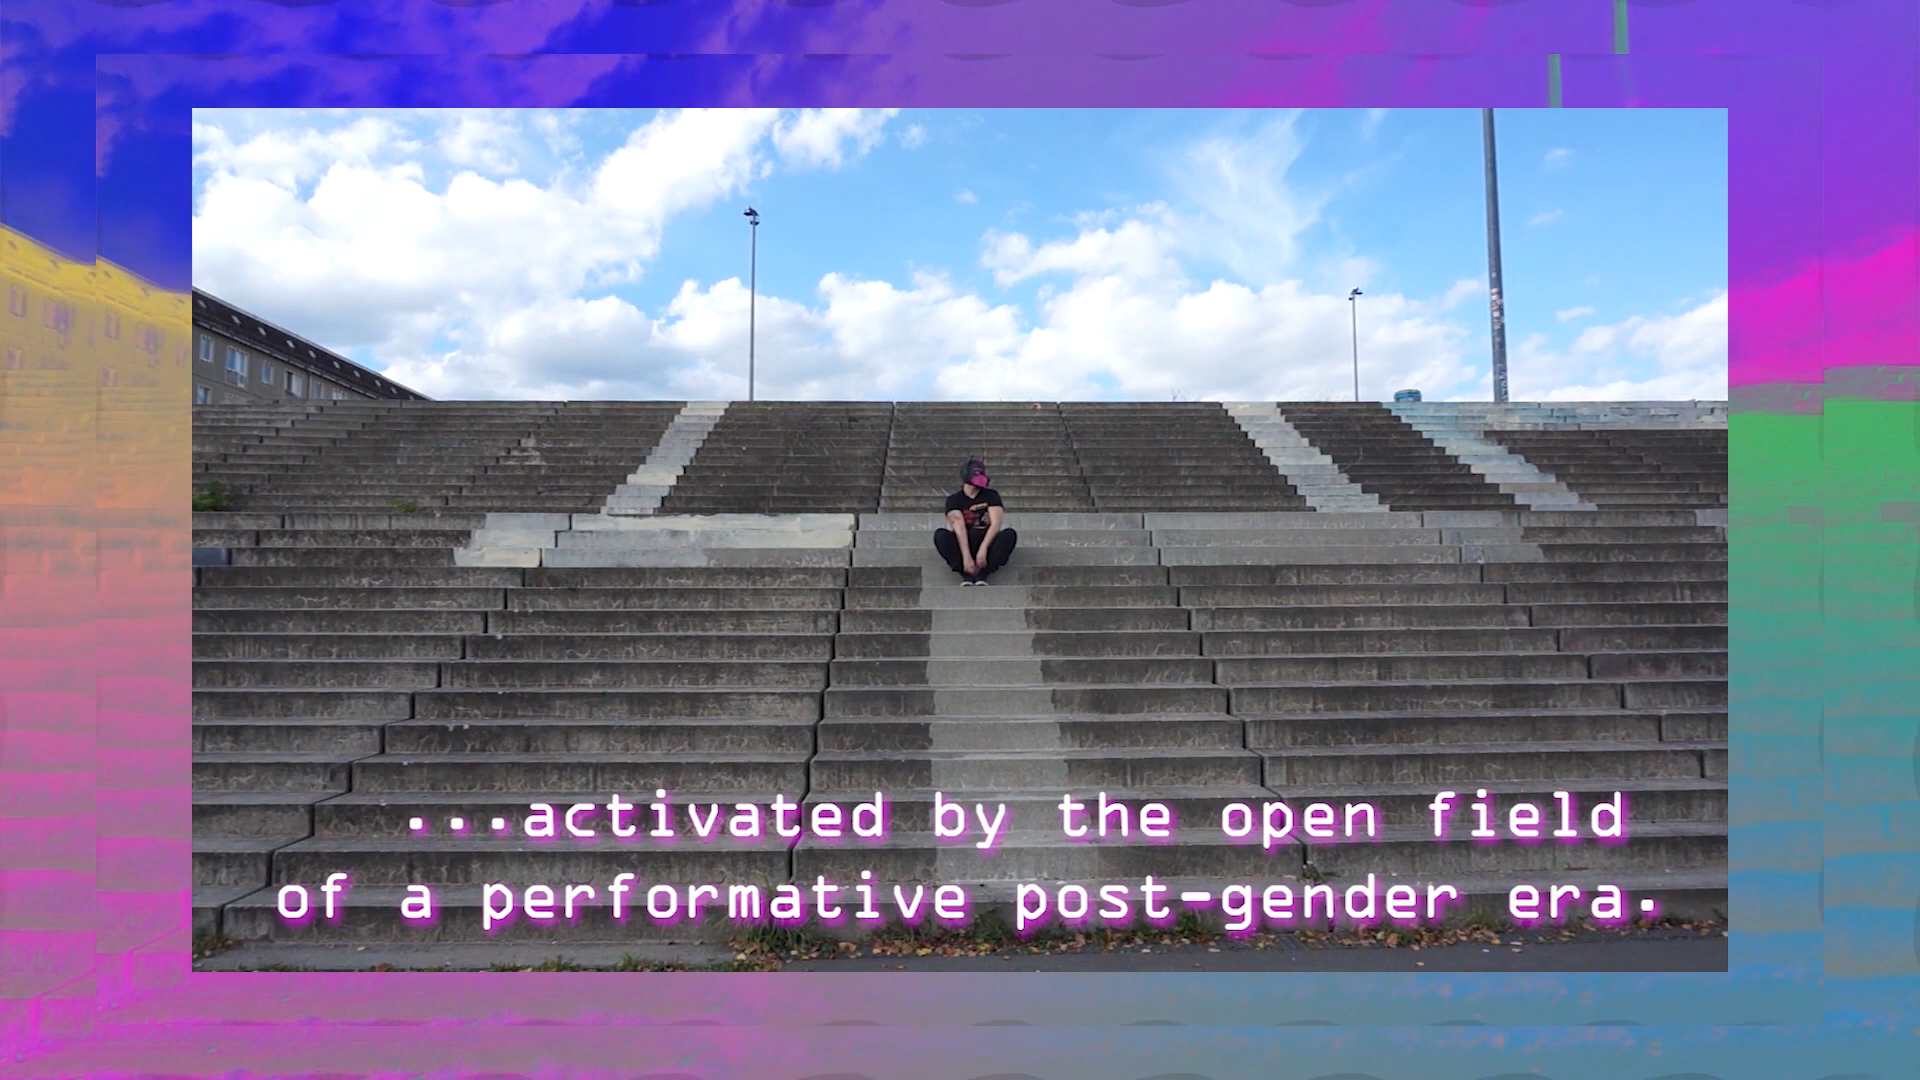 ...activated by the open field
of a performative post-gender era.